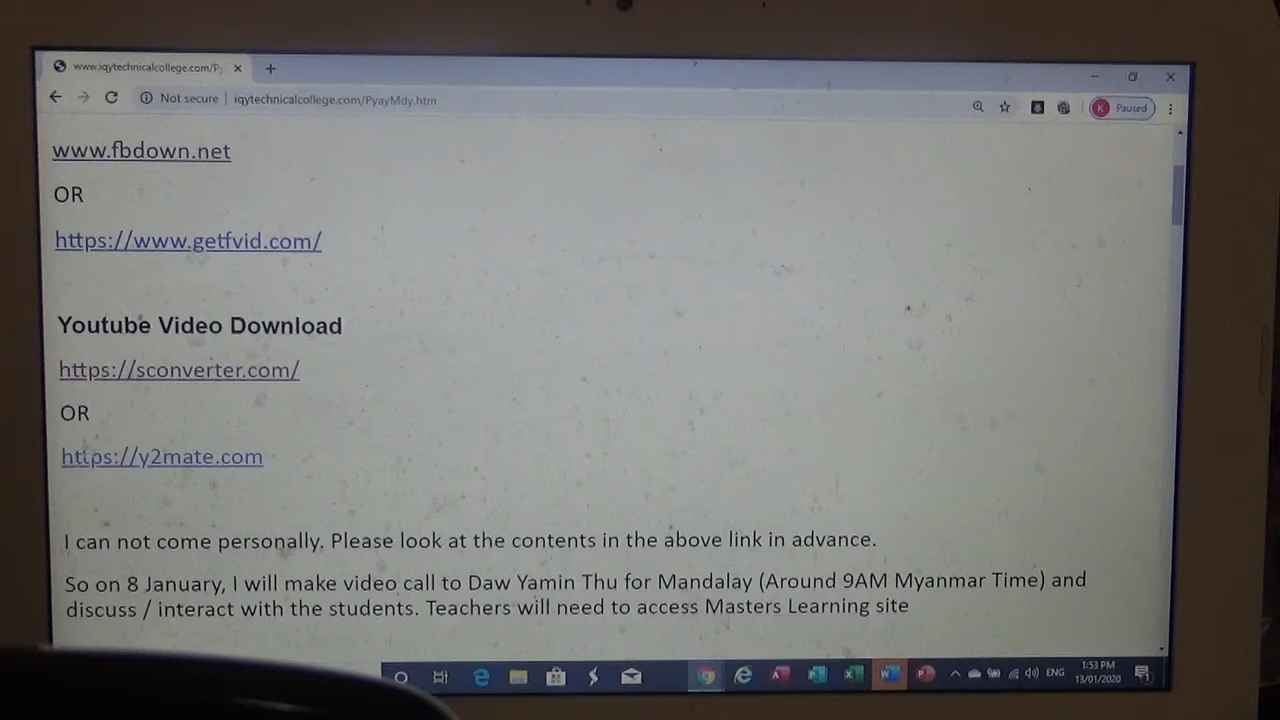 www.iqytechnicalcollege.com/Py
Not secure | iqytechnicalcollege.com/PyayMdy.htm
K Paused
www.fbdown.net
OR
https://www.getfvid.com/
Youtube Video Download
https://sconverter.com/
OR
https://y2mate.com
I can not come personally. Please look at the contents in the above link in advance.
So on 8 January, I will make video call to Daw Yamin Thu for Mandalay (Around 9AM Myanmar Time) and
discuss / interact with the students. Teachers will need to access Masters Learning site
ENG
1:53 PM
13/01/2020